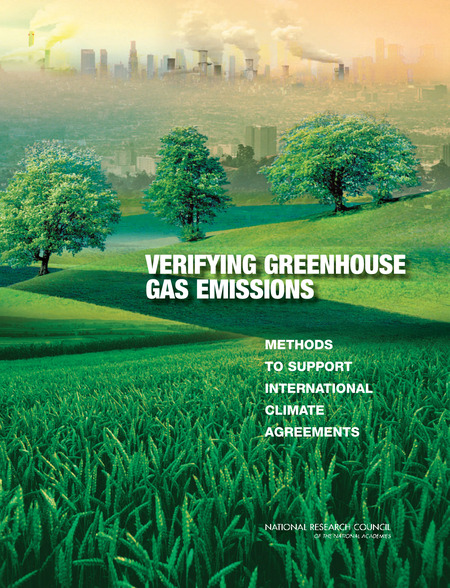 VERIFYING GREENHOUSE
GAS EMISSIONS
METHODS
TO SUPPORT
INTERNATIONAL
CLIMATE
AGREEMENTS
NATIONAL RESEARCH COUNCIL
OF THE NATIONAL ACADEMIES